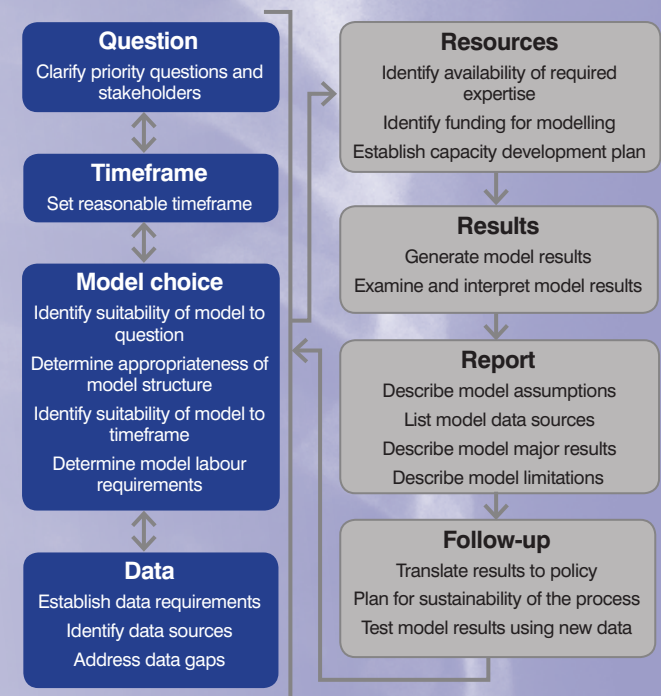 Question
Clarify priority questions and
stakeholders
Timeframe
Set reasonable timeframe
Model choice
Identify suitability of model to
question
Determine appropriateness of
model structure
Identify suitability of model to
timeframe
Determine model labour
requirements
Data
Establish data requirements
Identify data sources
Address data gaps
Resources
Identify availability of required
expertise
Identify funding for modelling
Establish capacity development plan
Results
Generate model results
Examine and interpret model results
Report
Describe model assumptions
List model data sources
Describe model major results
Describe model limitations
Follow-up
Translate results to policy
Plan for sustainability of the process
Test model results using new data